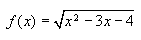 f(x) = √(x² − 3x − 4)